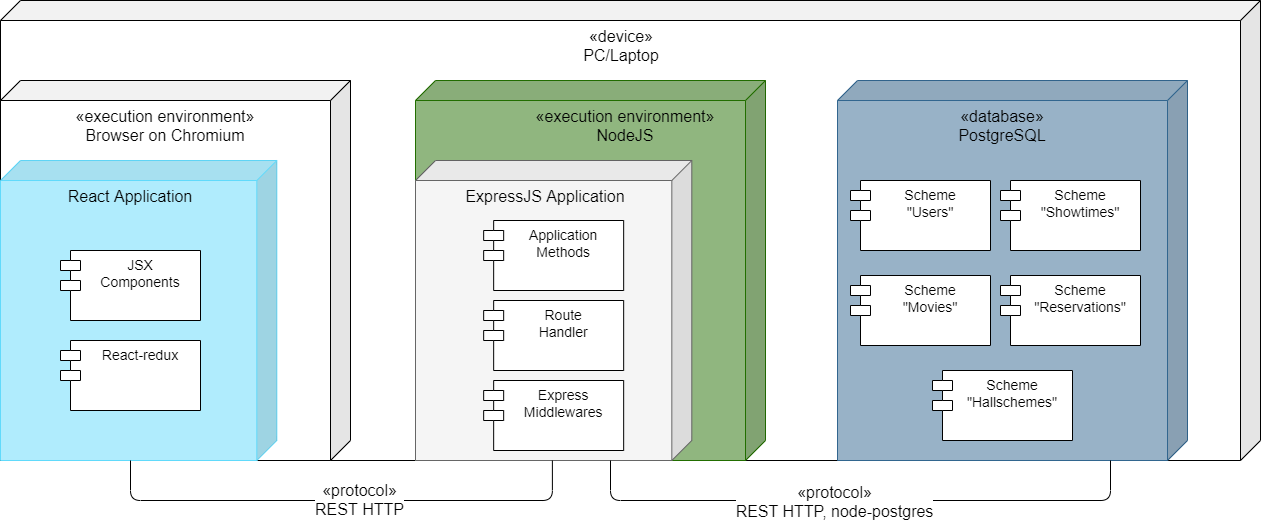 «device»
PC/Laptop
«execution environment»
Browser on Chromium
React Application
JSX
Components
React-redux
«execution environment»
NodeJS
ExpressJS Application
Application
Methods
Route
Handler
Express
Middlewares
«database»
PostgreSQL
Scheme
"Users"
Scheme
"Showtimes"
Scheme
"Movies"
Scheme
"Reservations"
Scheme
"Hallschemes"
«protocol»
REST HTTP
«protocol»
REST HTTP, node-postgres